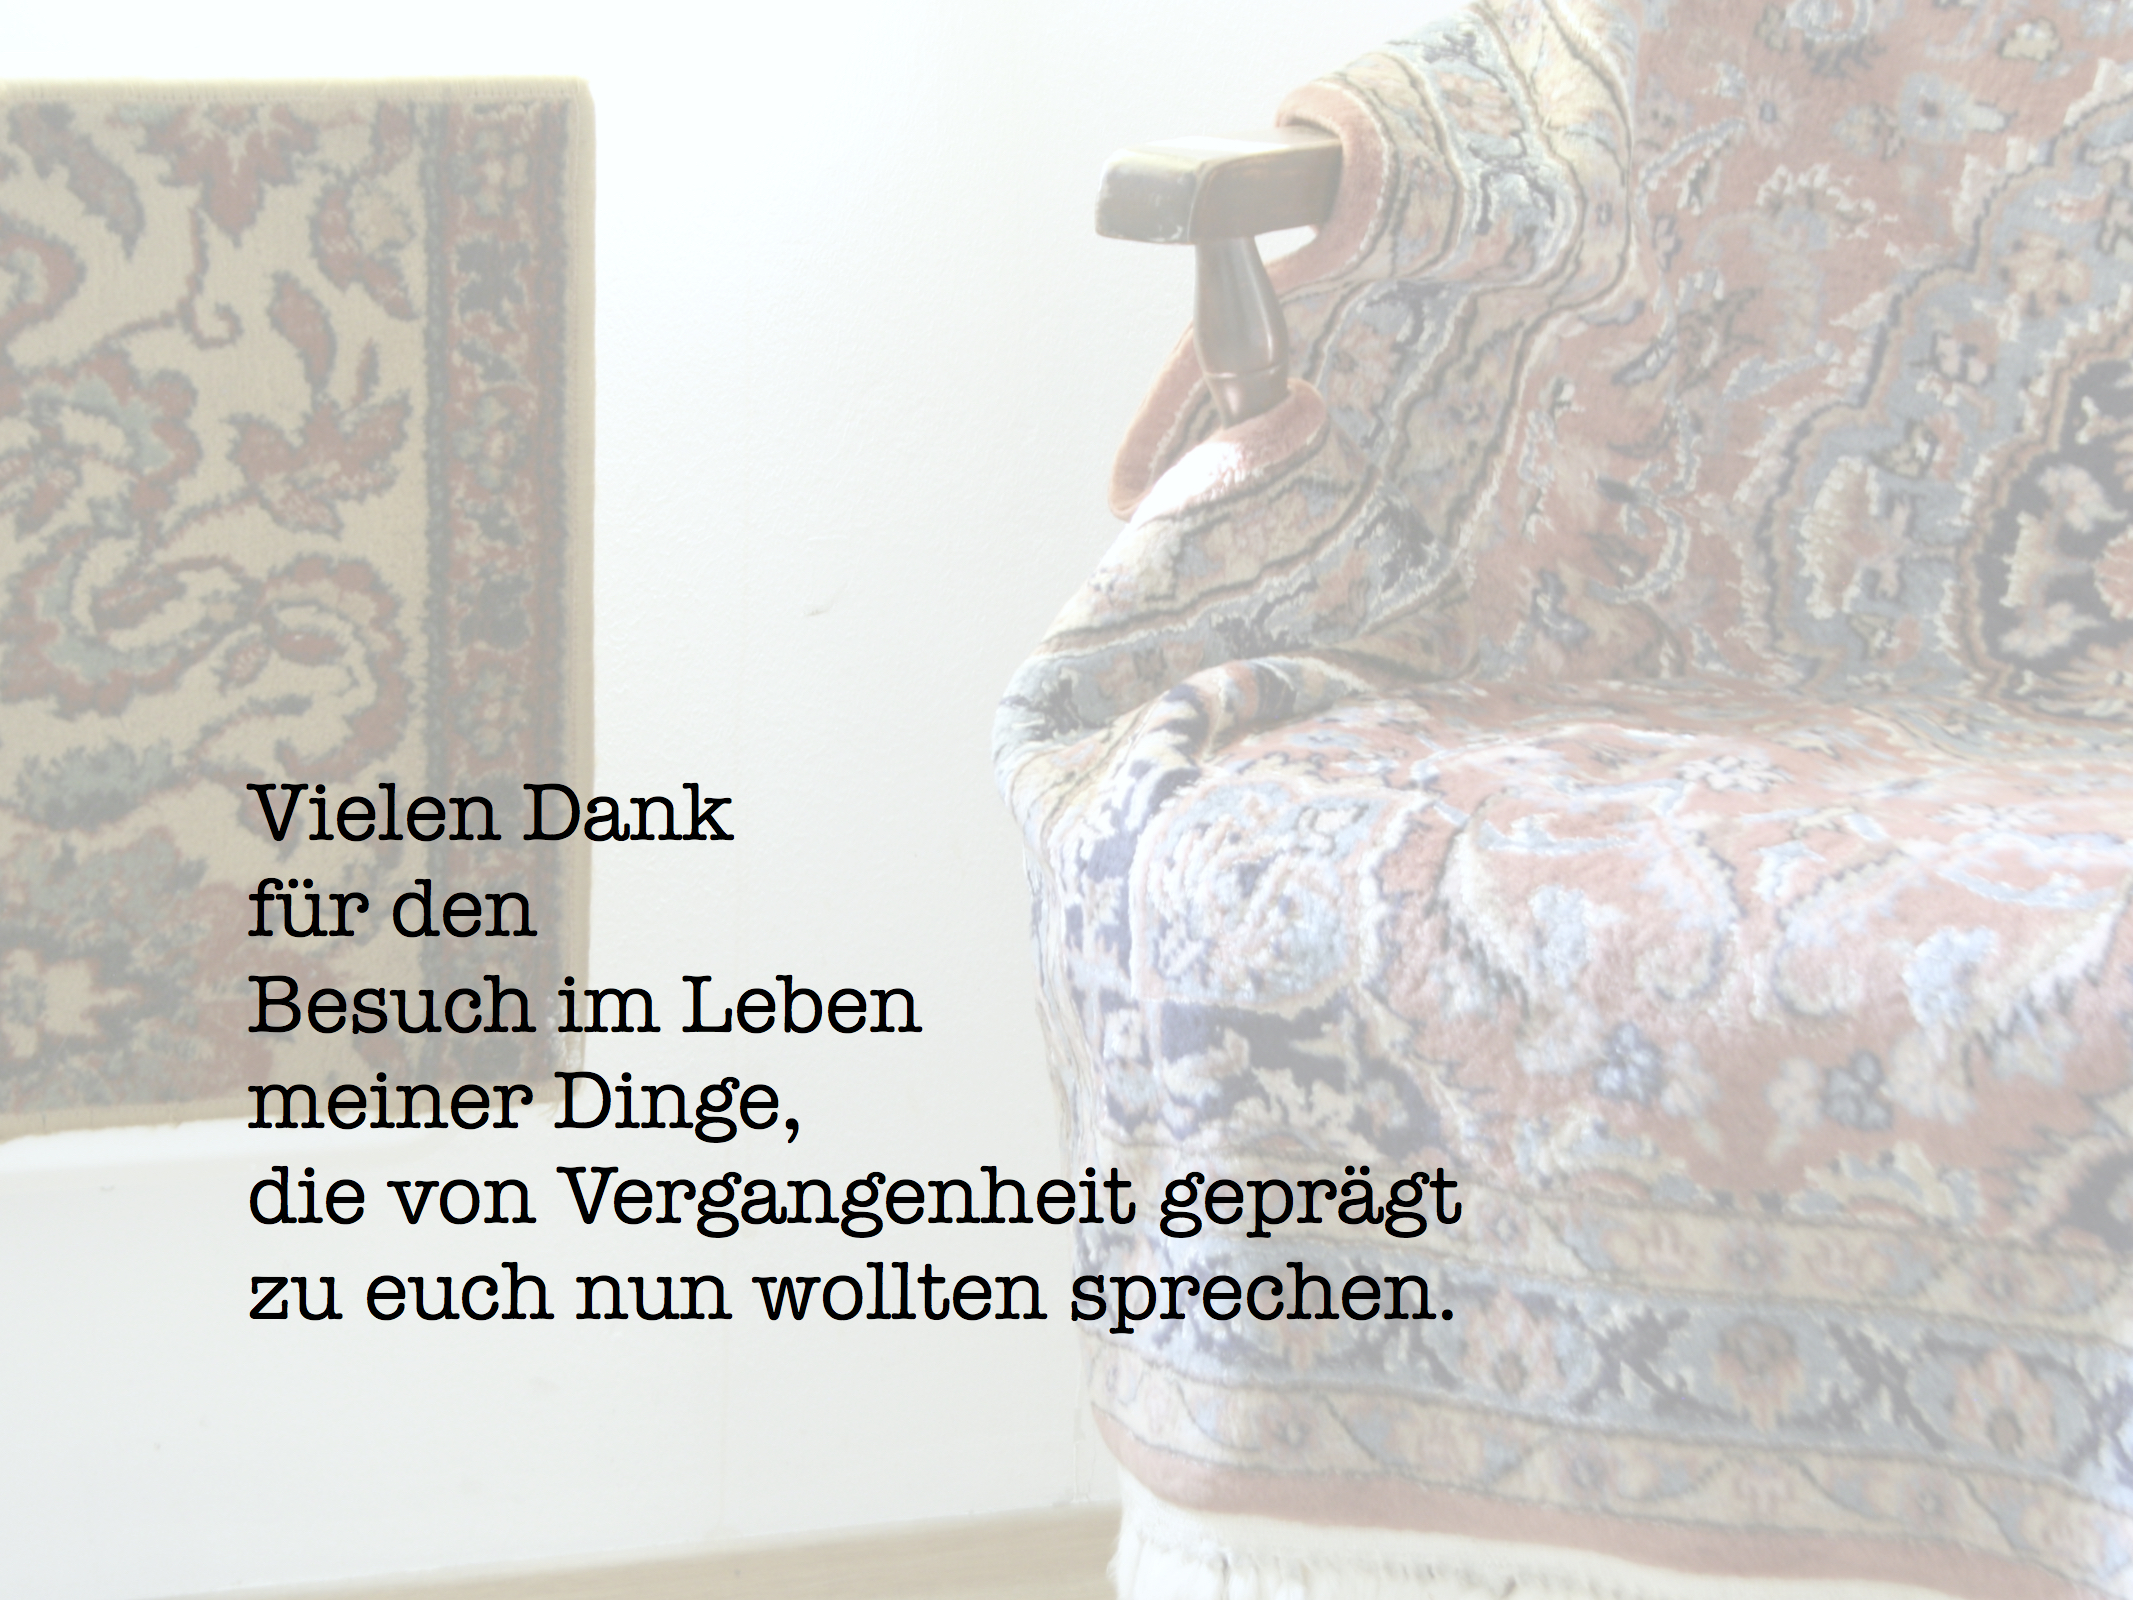 Vielen Dank
für den
Besuch im Leben
meiner Dinge,
die von Vergangenheit geprägt
zu euch nun wollten sprechen.